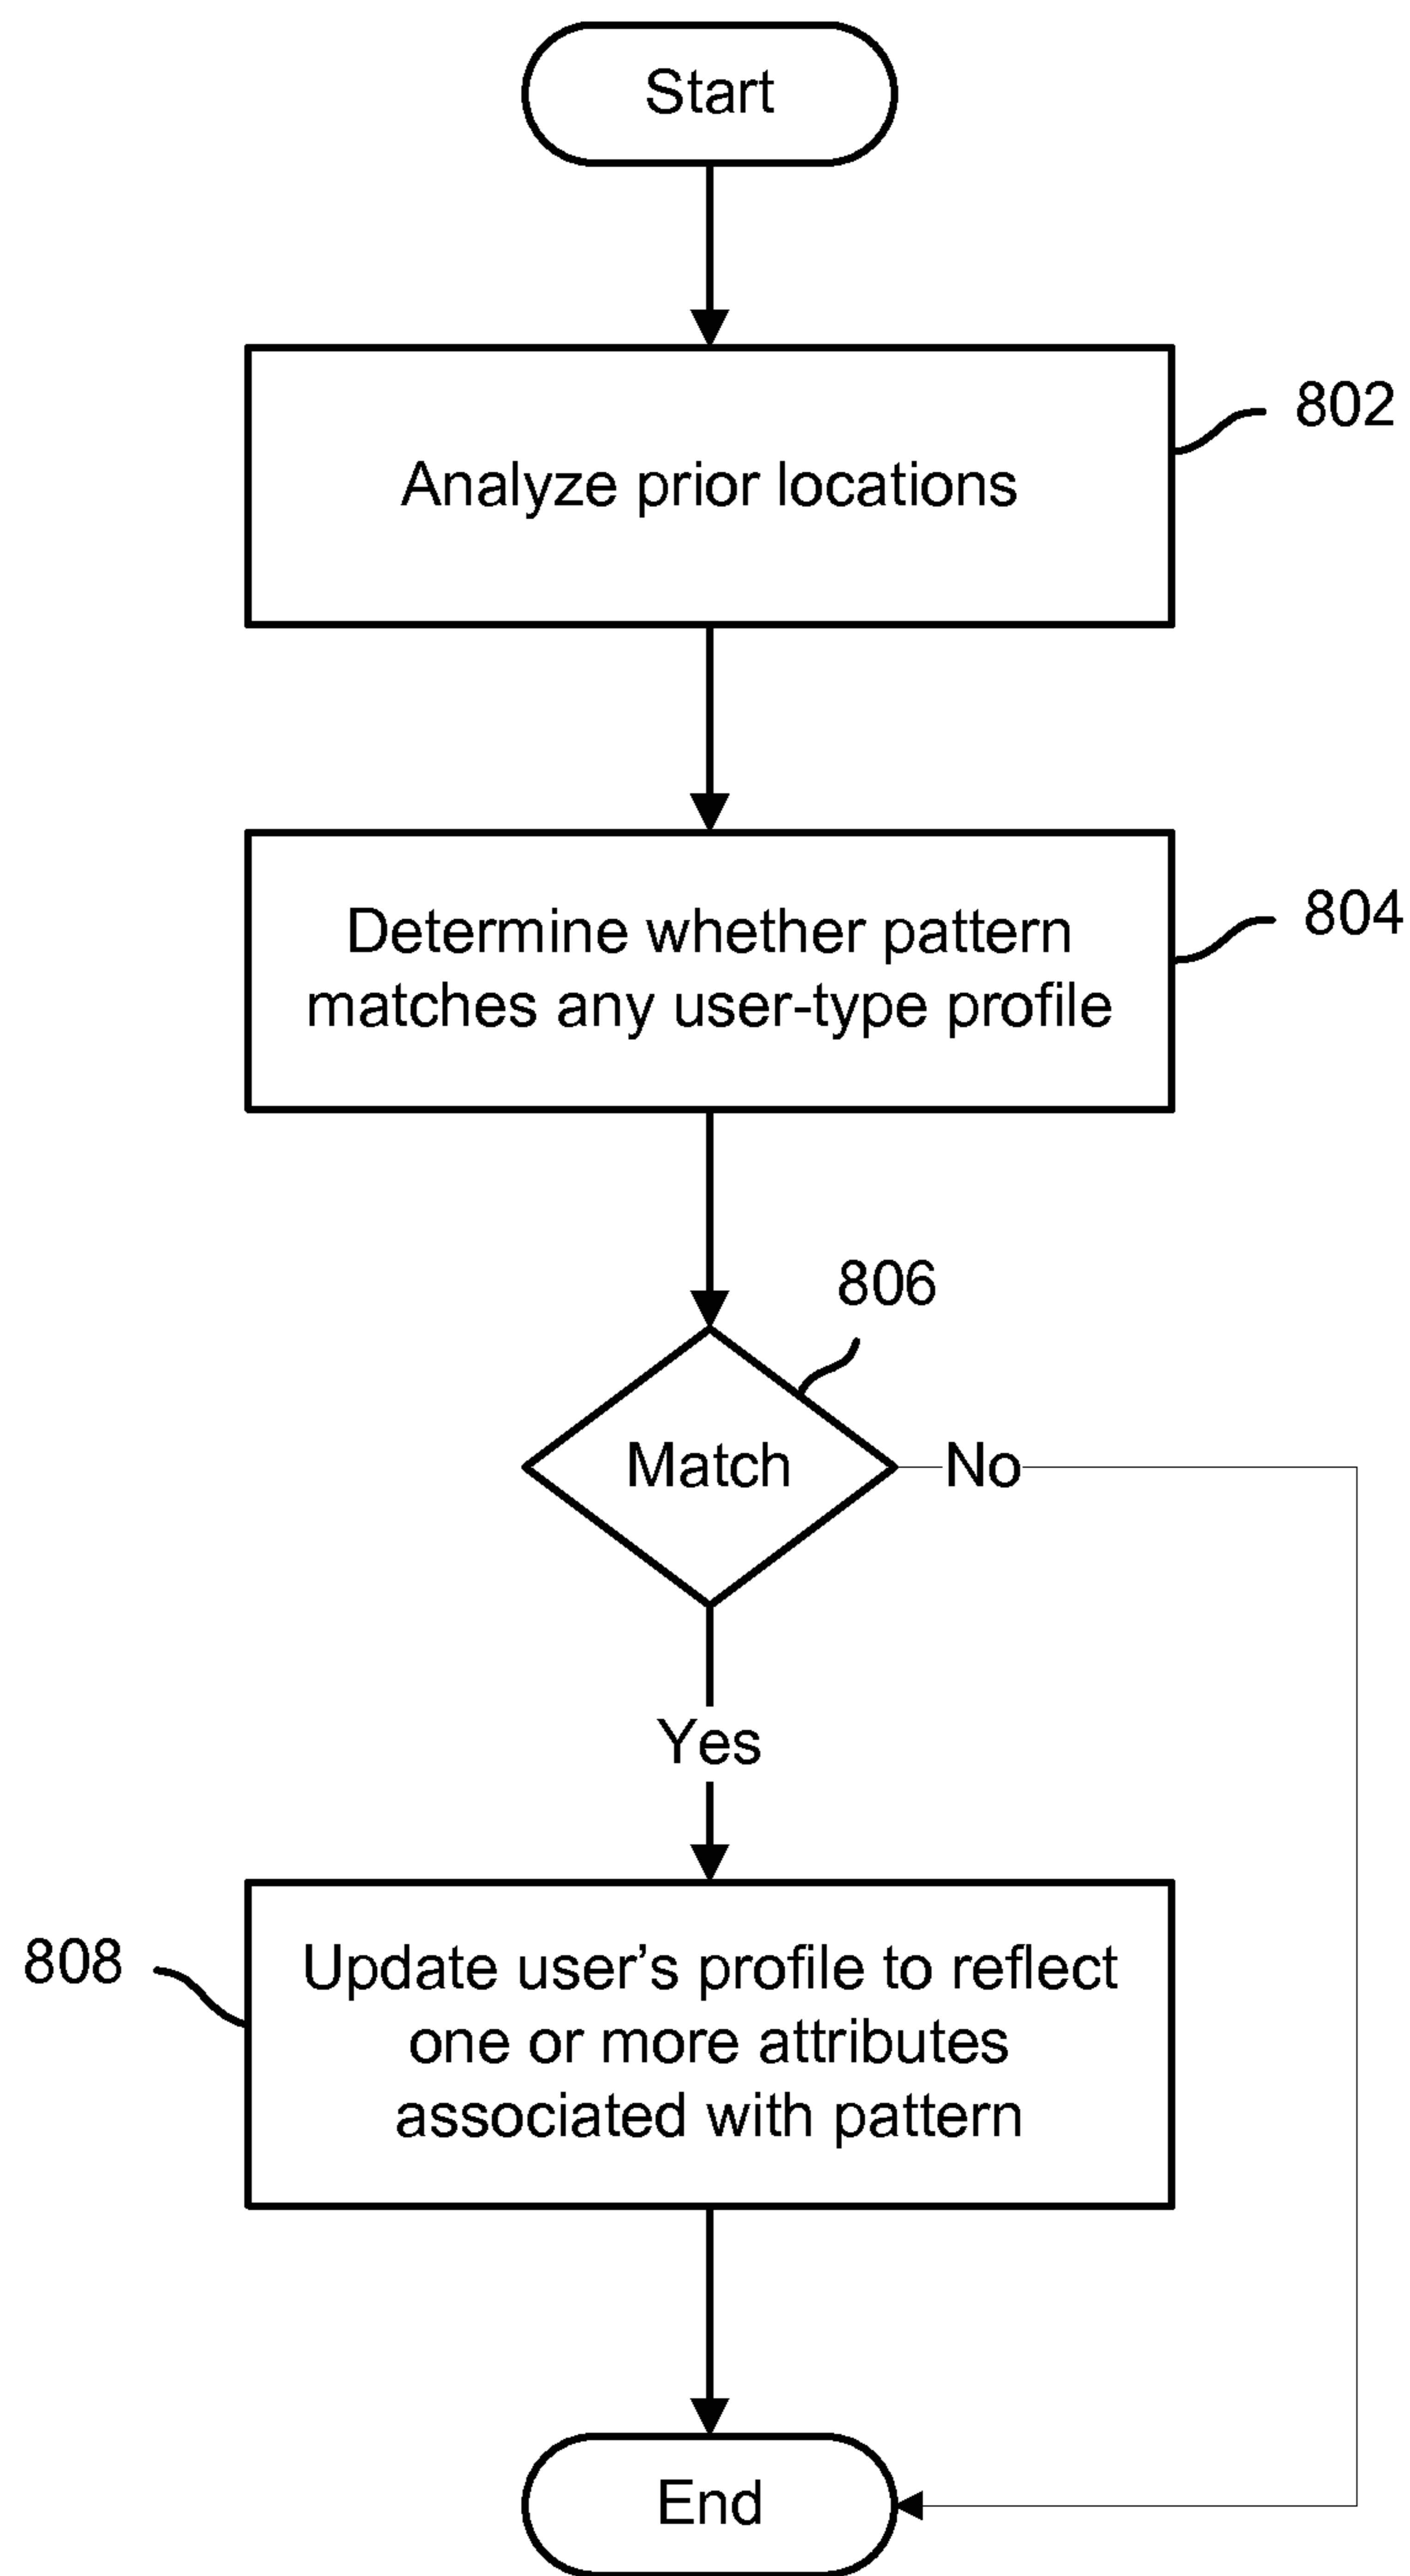 Start
Analyze prior locations
802
Determine whether pattern
matches any user-type profile
804
806
Match
No
Yes
808
Update user's profile to reflect
one or more attributes
associated with pattern
End